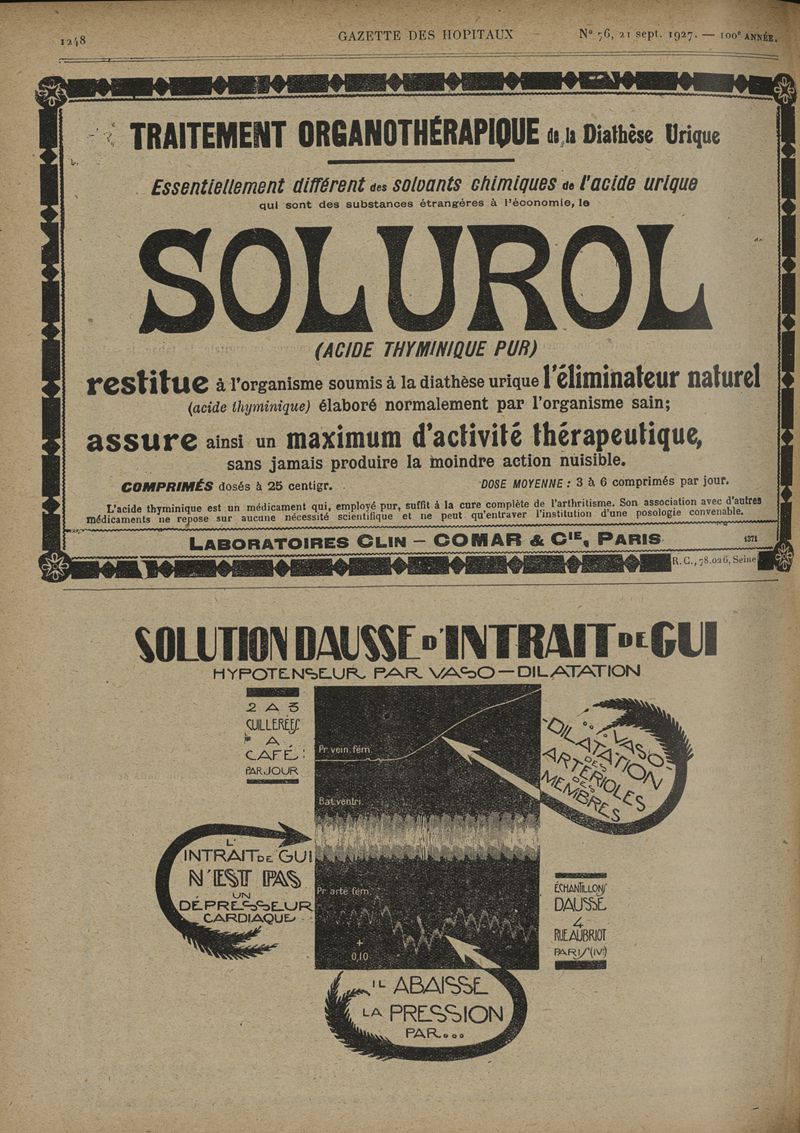 1248
GAZETTE DES HOPITAUX
N° 76, 21 sept. 1927. — 100e ANNÉE.
TRAITEMENT ORGANOTHÉRAPIQUE de la Diathèse Urique
Essentiellement différent des solvants chimiques de l'acide urique
qui sont des substances étrangères à l'économie, le
SOLUROL
(ACIDE THYMINIQUE PUR)
restitue à l'organisme soumis à la diathèse urique l'éliminateur naturel
(acide thyminique) élaboré normalement par l'organisme sain;
assure ainsi un maximum d'activité thérapeutique,
sans jamais produire la moindre action nuisible.
COMPRIMÉS dosés à 25 centigr. DOSE MOYENNE : 3 à 6 comprimés par jour.
L'acide thyminique est un médicament qui, employé pur, suffit à la cure complète de l'arthritisme. Son association avec d'autres
médicaments ne repose sur aucune nécessité scientifique et ne peut qu'entraver l'institution d'une posologie convenable.
LABORATOIRES CLIN — COMAR & CIE, PARIS
1371
R. C., 78.026, Seine
SOLUTION DAUSSE D'INTRAIT DE GUI
HYPOTENSEUR PAR VASO-DILATATION
2 A 3
CUILLERÉES
A
CAFÉ
PAR JOUR
Pr vein. fém.
Bat ventri.
Pr arté fém.
+
0,10
... VASO-
DILATATION
DES
ARTÉRIOLES
DES
MEMBRES
L'
INTRAIT DE GUI
N'EST PAS
UN
DÉPRESSEUR
CARDIAQUE
ÉCHANTILLONS
DAUSSE
4
RUE AUBRIOT
PARIS (IV)
IL ABAISSE
LA PRESSION
PAR...